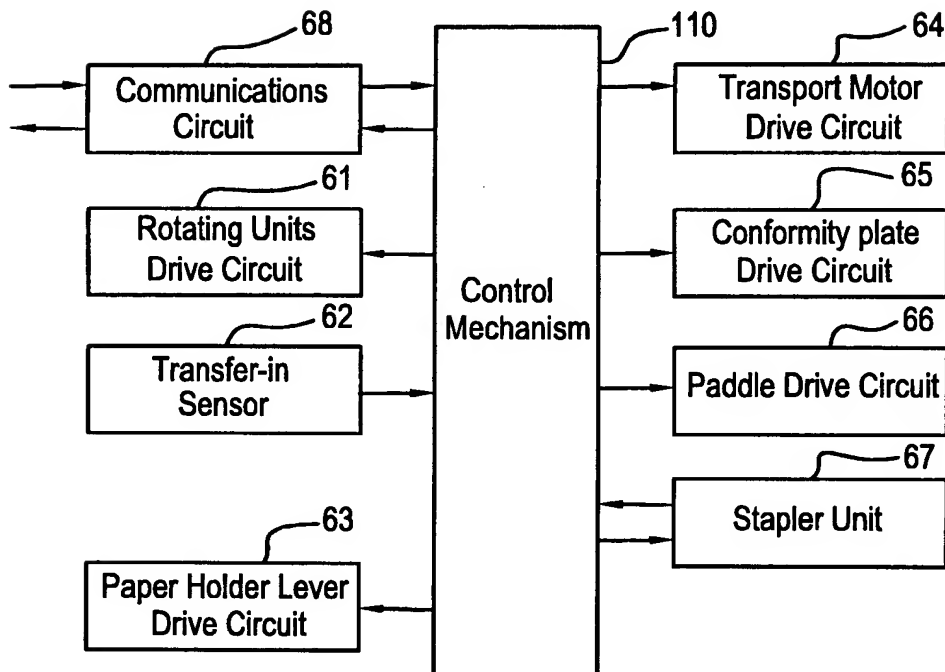 68
Communications
Circuit
61
Rotating Units
Drive Circuit
62
Transfer-in
Sensor
63
Paper Holder Lever
Drive Circuit
Control
Mechanism
110
64
Transport Motor
Drive Circuit
65
Conformity plate
Drive Circuit
66
Paddle Drive Circuit
67
Stapler Unit